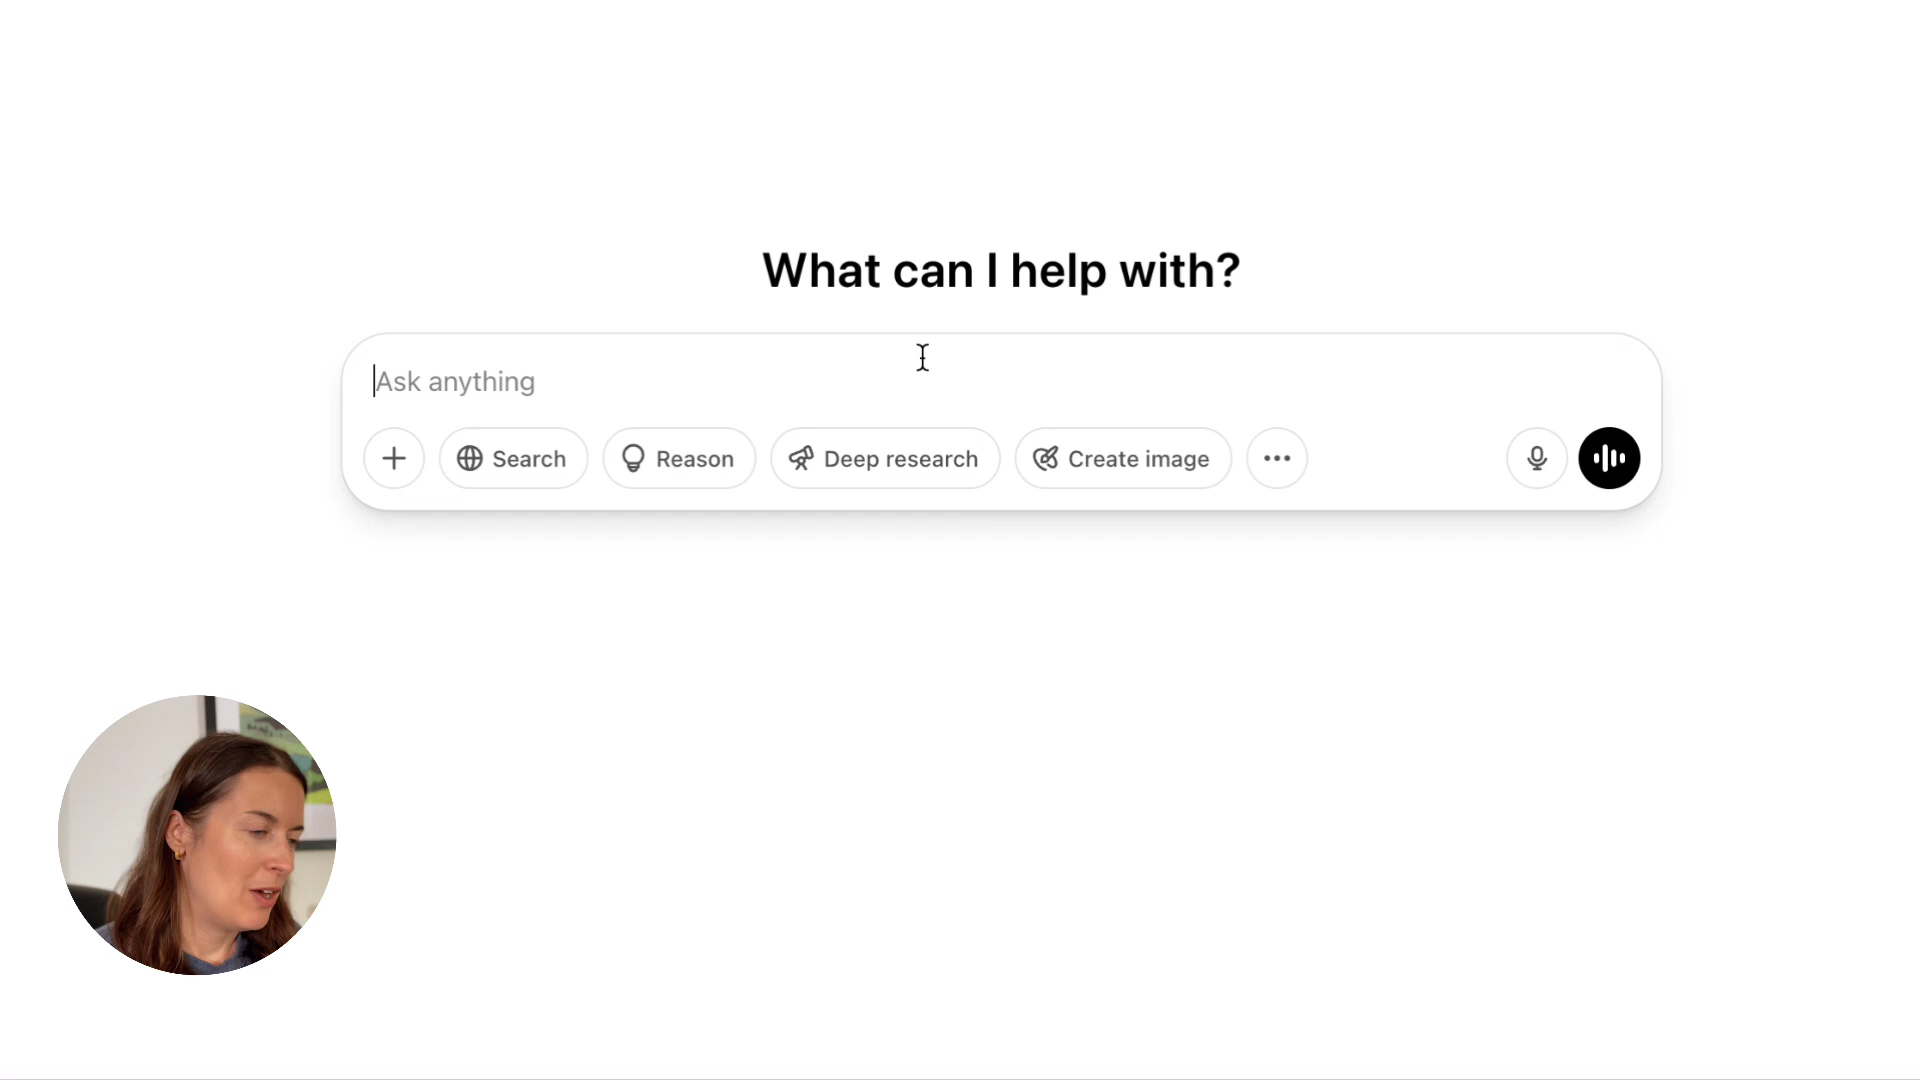 What can I help with?
Ask anything
Search
Reason
Deep research
Create image